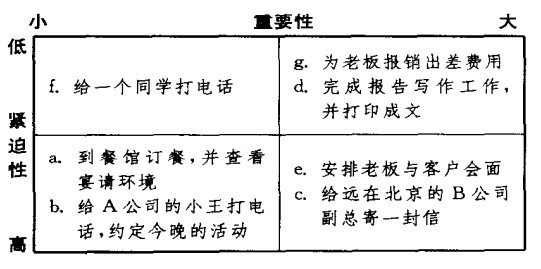 小 重要性 大
低
紧迫性
高
f. 给一个同学打电话
g. 为老板报销出差费用
d. 完成报告写作工作，
并打印成文
a. 到餐馆订餐，并查看
宴请环境
b. 给A公司的小王打电
话，约定今晚的活动
e. 安排老板与客户会面
c. 给远在北京的B公司
副总寄一封信